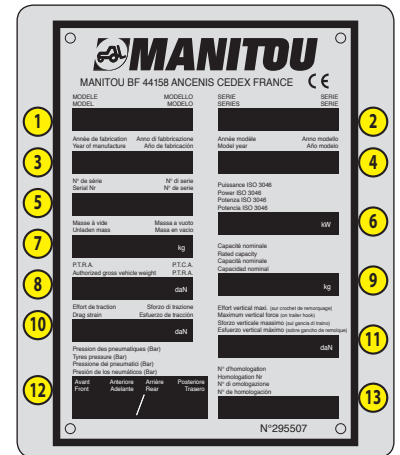 MANITOU
MANITOU BF 44158 ANCENIS CEDEX FRANCE CE
MODELE MODELLO
MODEL MODELO
1
SERIE SERIE
SERIES SERIE
2
Année de fabrication Anno di fabbricazione
Year of manufacture Año de fabricación
3
Année modèle Anno modello
Model year Año modelo
4
N° de série N° di serie
Serial Nr N° de serie
5
Puissance ISO 3046
Power ISO 3046
Potenza ISO 3046
Potencia ISO 3046
kW
6
Masse à vide Massa a vuoto
Unladen mass Masa en vacio
kg
7
P.T.R.A. P.T.C.A.
Authorized gross vehicle weight P.T.R.A.
daN
8
Capacité nominale
Rated capacity
Capacità nominale
Capacidad nominal
kg
9
Effort de traction Sforzo di trazione
Drag strain Esfuerzo de tracción
daN
10
Effort vertical maxi. (sur crochet de remorquage)
Maximum vertical force (on trailer hook)
Sforzo verticale massimo (sul gancio di traino)
Esfuerzo vertical máximo (sobre gancho de remolque)
daN
11
Pression des pneumatiques (Bar)
Tyres pressure (Bar)
Pressione dei pneumatici (Bar)
Presión de los neumáticos (Bar)
Avant Anteriore Arrière Posteriore
Front Adelante Rear Trasero
/
12
N° d'homologation
Homologation Nr
N° di omologazione
N° de homologación
13
N°295507